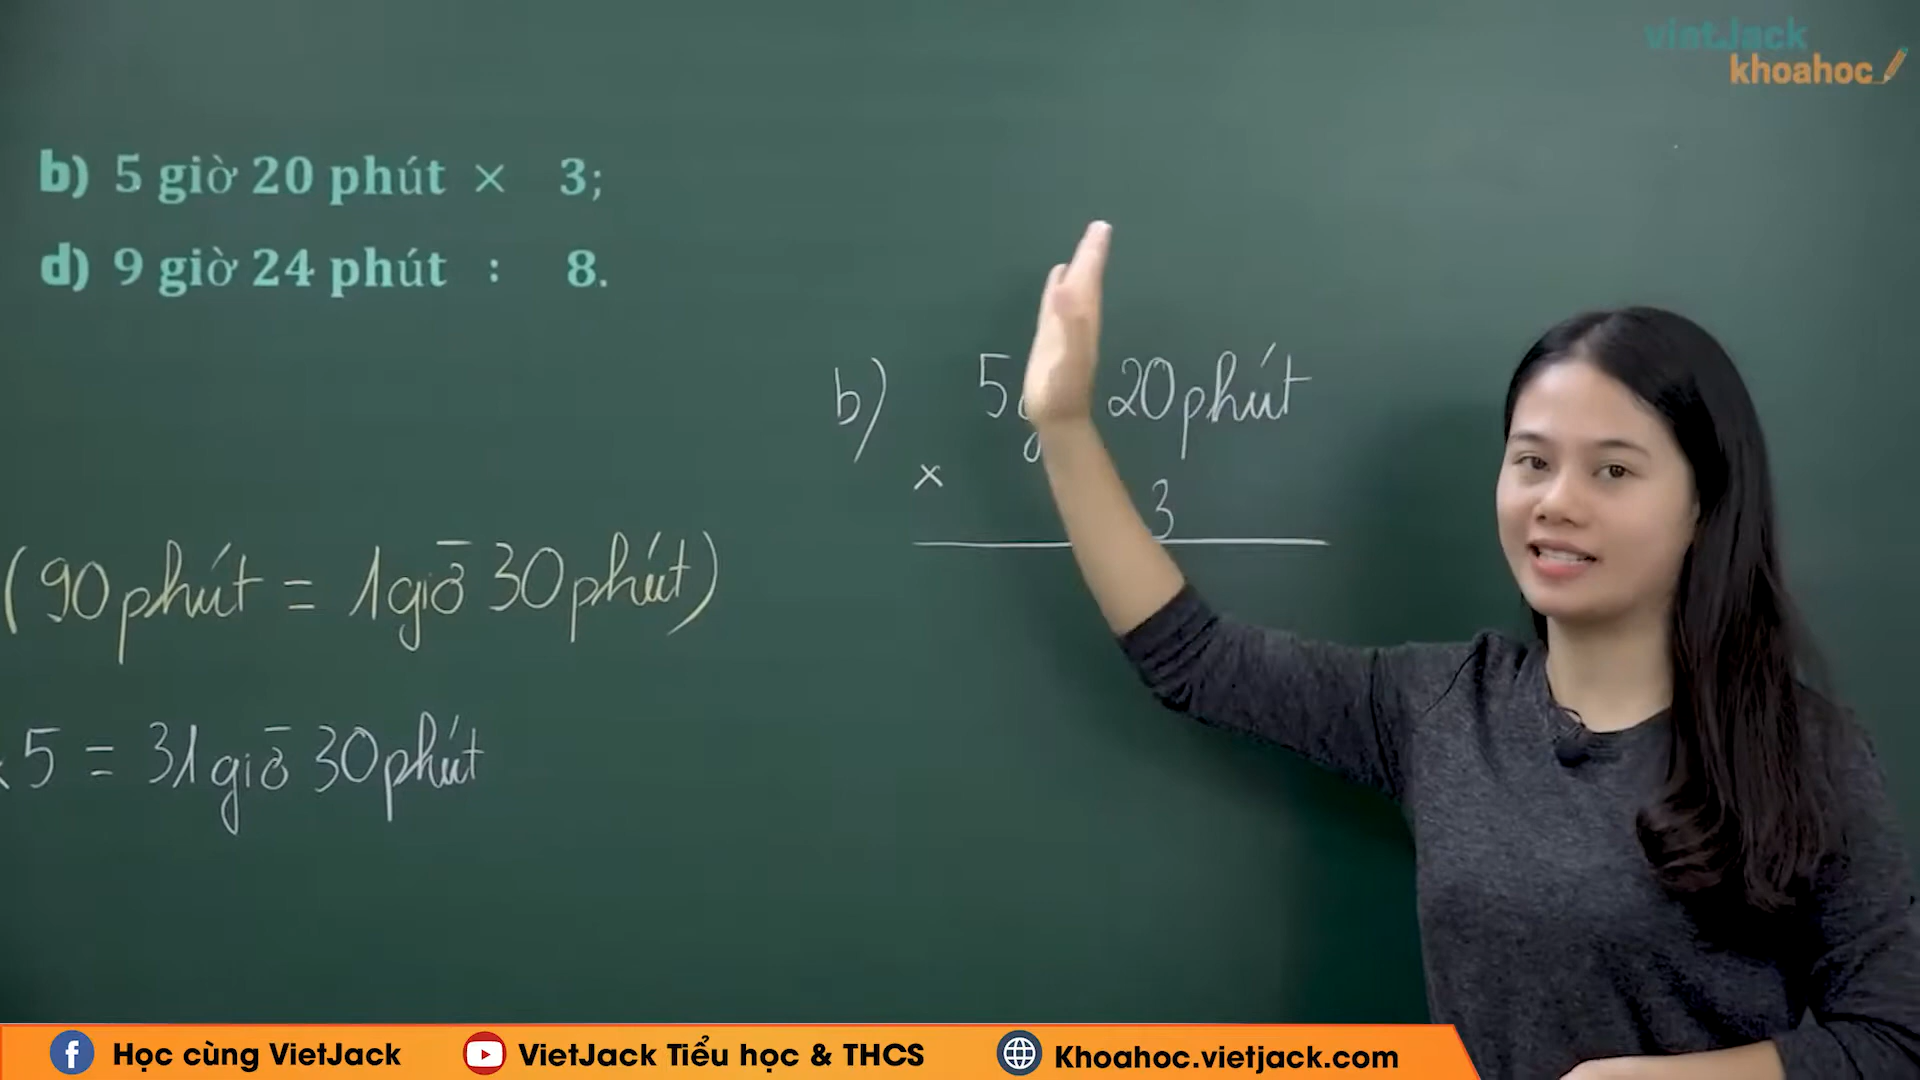 vietJack
khoahoc
b) 5 giờ 20 phút × 3;
d) 9 giờ 24 phút : 8.
b) 5 20 phút
×
3
(90 phút = 1 giờ 30 phút)
5 = 31 giờ 30 phút
Học cùng VietJack
VietJack Tiểu học & THCS
Khoahoc.vietjack.com